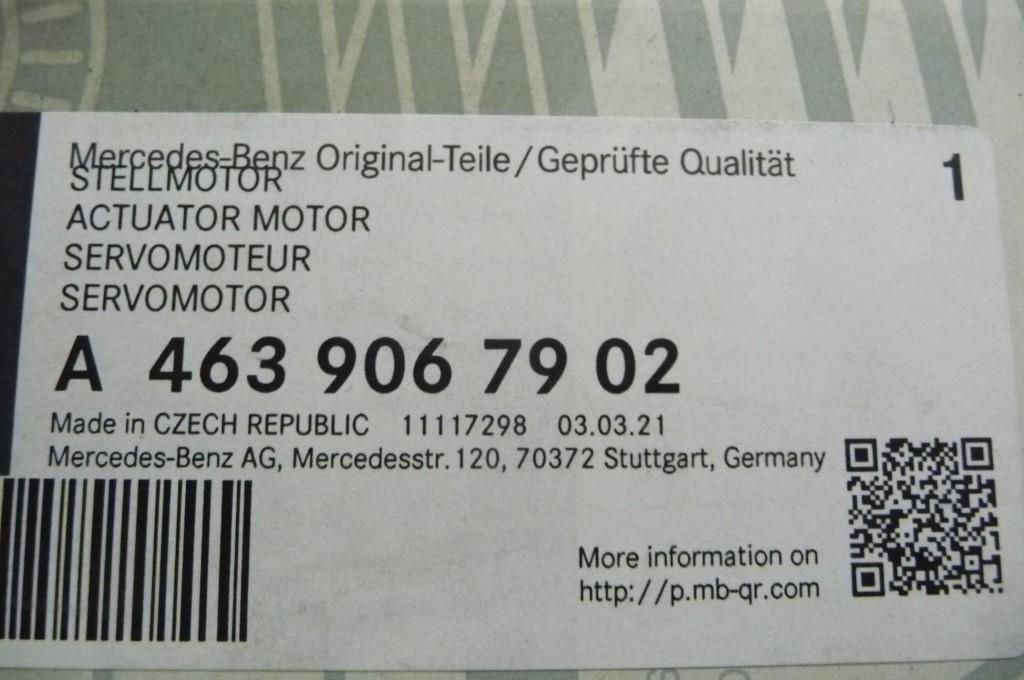 Mercedes-Benz Original-Teile/Geprüfte Qualität
1
STELLMOTOR
ACTUATOR MOTOR
SERVOMOTEUR
SERVOMOTOR
A 463 906 79 02
Made in CZECH REPUBLIC 11117298 03.03.21
Mercedes-Benz AG, Mercedesstr. 120, 70372 Stuttgart, Germany
More information on
http://p.mb-qr.com